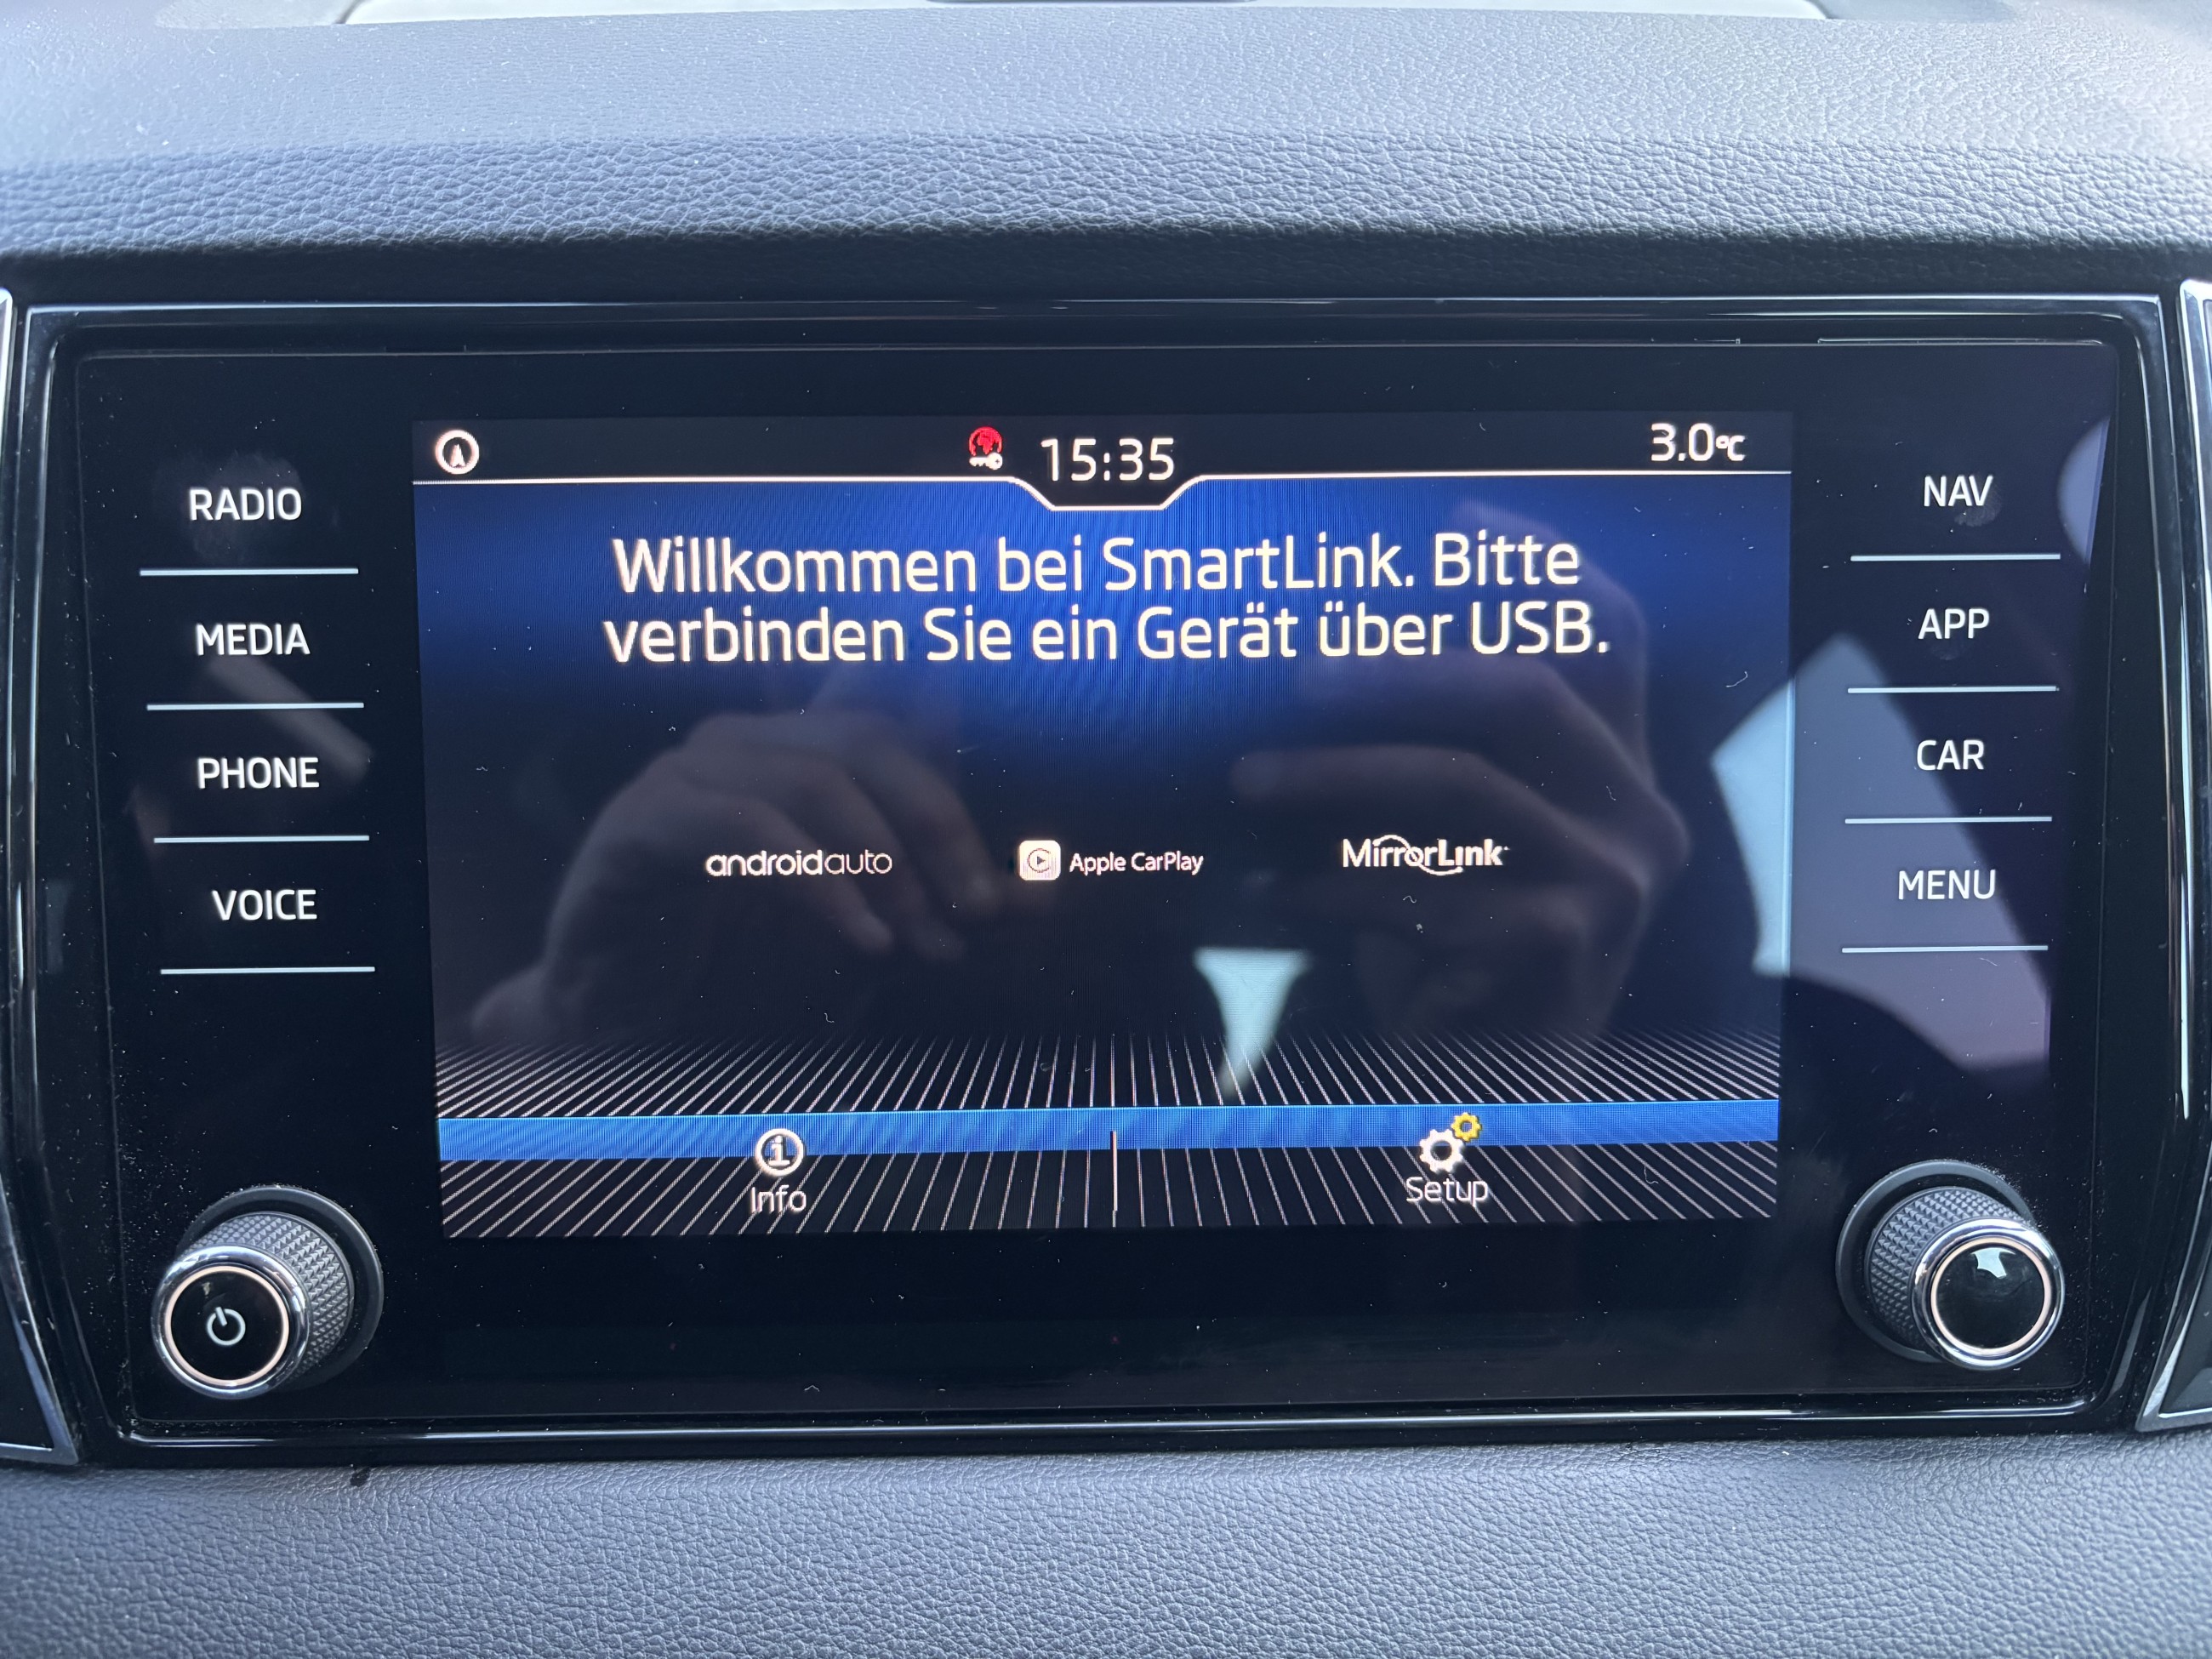 15:35
3.0°C
RADIO
MEDIA
PHONE
VOICE
Willkommen bei SmartLink. Bitte
verbinden Sie ein Gerät über USB.
androidauto
Apple CarPlay
MirrorLink
Info
Setup
NAV
APP
CAR
MENU